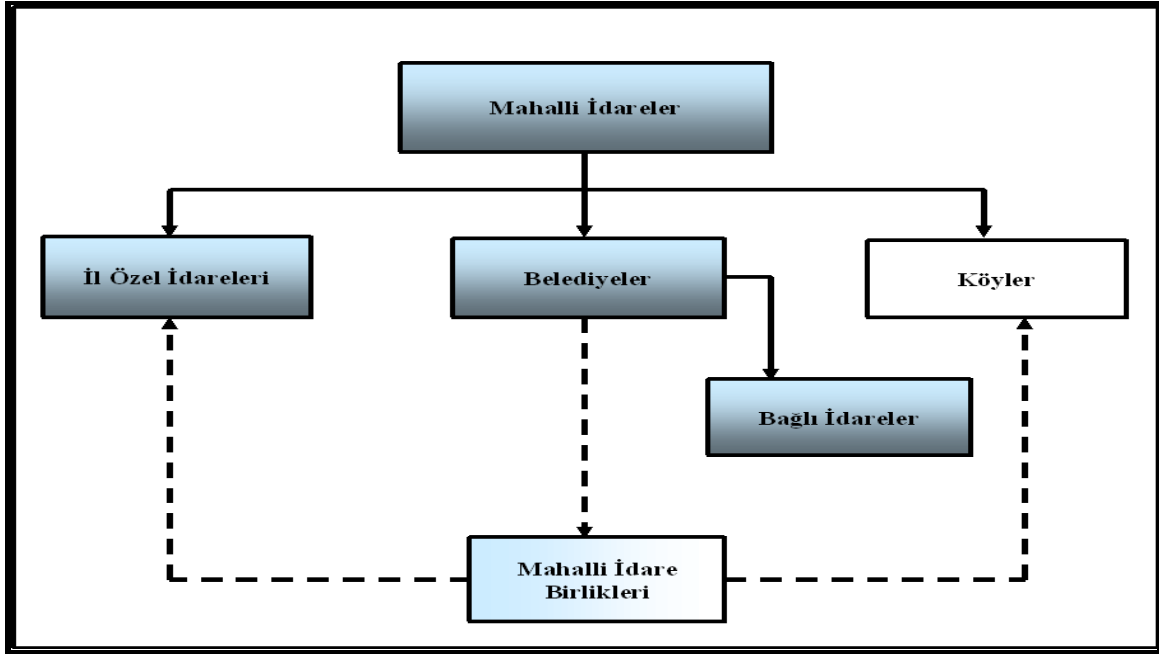 Mahalli İdareler
İl Özel İdareleri
Belediyeler
Köyler
Bağlı İdareler
Mahalli İdare
Birlikleri